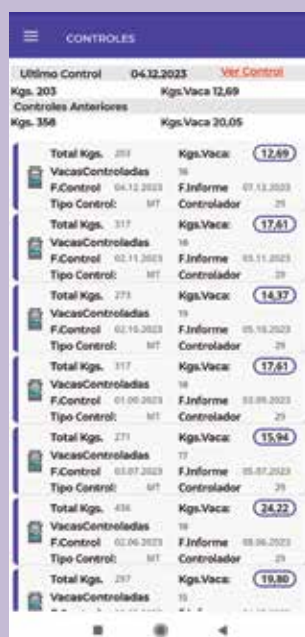 CONTROLES
Ultimo Control 04.12.2023 Ver Control
Kgs. 203 Kgs.Vaca 12,69
Controles Anteriores
Kgs. 358 Kgs.Vaca 20,05
Total Kgs. 203 Kgs.Vaca: 12,69
VacasControladas 16
F.Control 04.12.2023 F.Informe 07.12.2023
Tipo Control: MT Controlador 29
Total Kgs. 317 Kgs.Vaca: 17,61
VacasControladas 18
F.Control 02.11.2023 F.Informe 03.11.2023
Tipo Control: MT Controlador 29
Total Kgs. 273 Kgs.Vaca: 14,37
VacasControladas 19
F.Control 02.10.2023 F.Informe 05.10.2023
Tipo Control: MT Controlador 29
Total Kgs. 317 Kgs.Vaca: 17,61
VacasControladas 18
F.Control 01.09.2023 F.Informe
Tipo Control: MT Controlador 29
Total Kgs. 271 Kgs.Vaca: 15,94
VacasControladas 17
F.Control 03.07.2023 F.Informe 05.07.2023
Tipo Control: MT Controlador 29
Total Kgs. 436 Kgs.Vaca: 24,22
VacasControladas
F.Control 02.06.2023 F.Informe
Tipo Control: MT Controlador 29
Total Kgs. 297 Kgs.Vaca: 19,80
VacasControladas 15